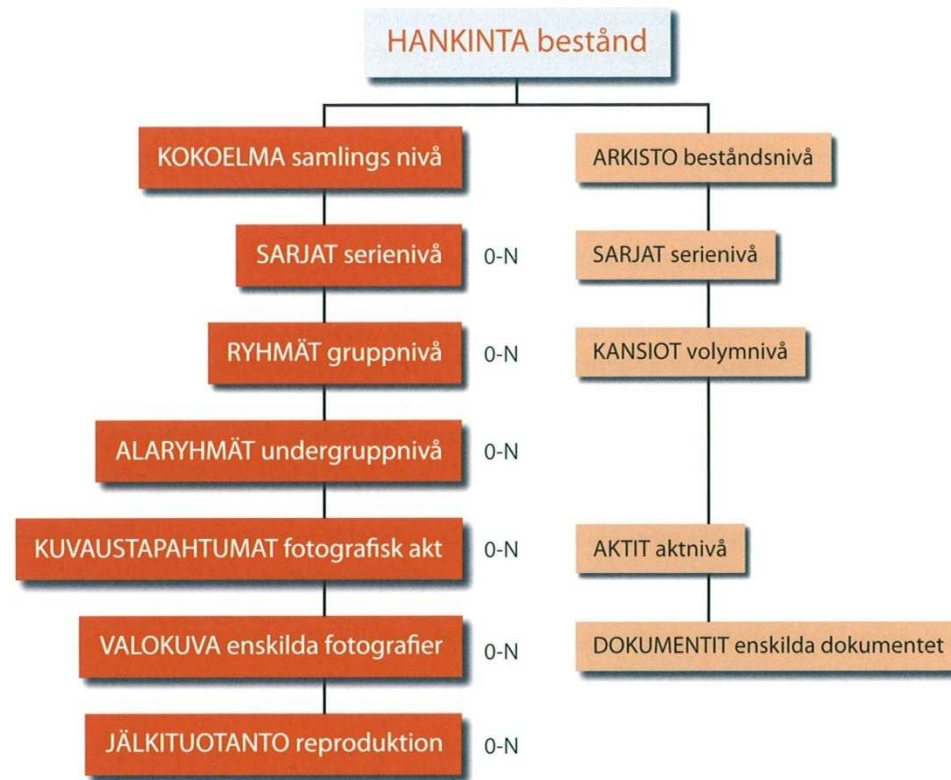 HANKINTA bestånd
KOKOELMA samlings nivå
ARKISTO beståndsnivå
SARJAT serienivå
0-N
SARJAT serienivå
RYHMÄT gruppnivå
0-N
KANSIOT volymnivå
ALARYHMÄT undergruppnivå
0-N
KUVAUSTAPAHTUMAT fotografisk akt
0-N
AKTIT aktnivå
VALOKUVA enskilda fotografier
0-N
DOKUMENTIT enskilda dokumentet
JÄLKITUOTANTO reproduktion
0-N